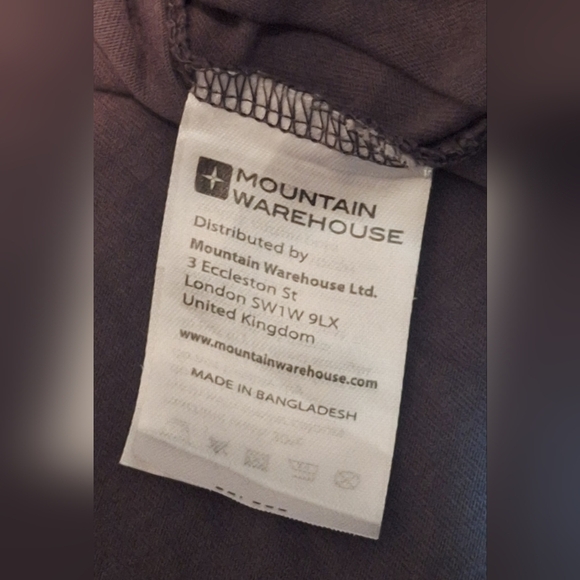 MOUNTAIN
WAREHOUSE
Distributed by
Mountain Warehouse Ltd.
3 Eccleston St
London SW1W 9LX
United Kingdom
www.mountainwarehouse.com
MADE IN BANGLADESH